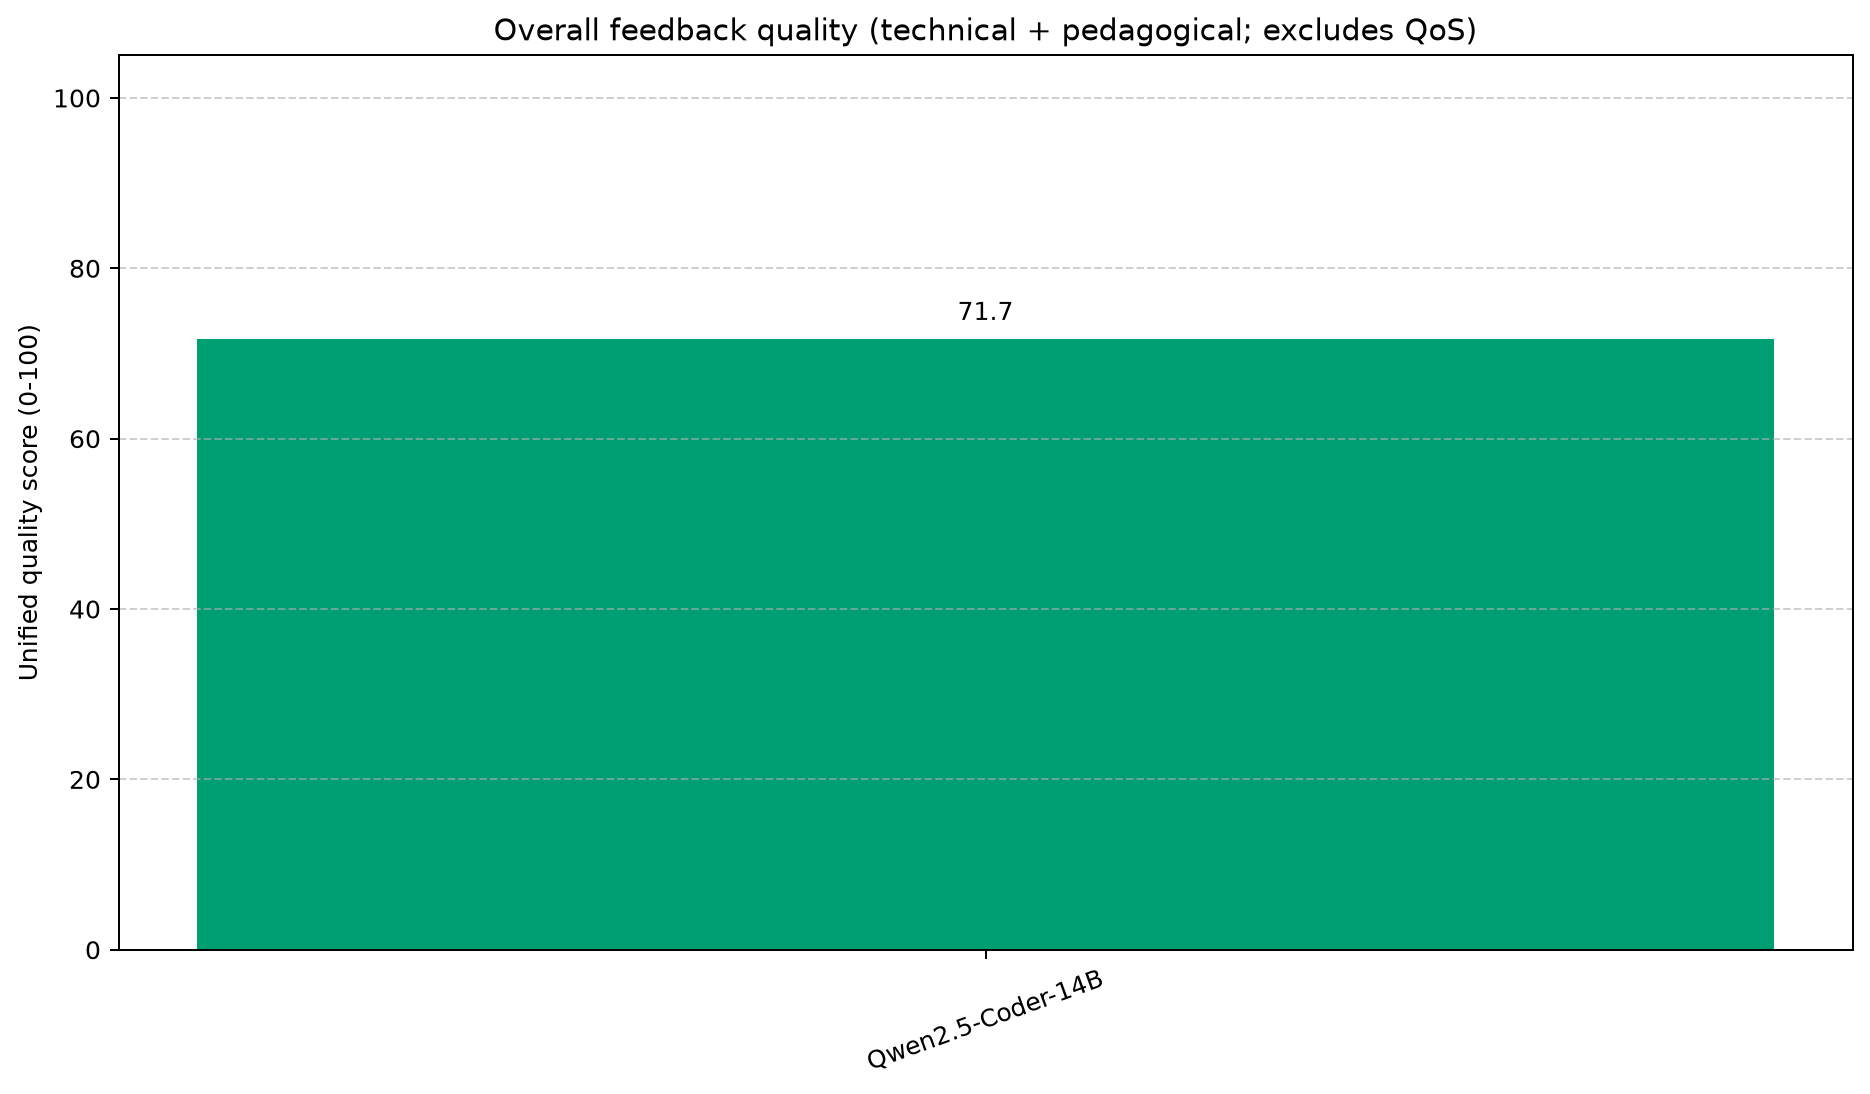 Overall feedback quality (technical + pedagogical; excludes QoS)
Unified quality score (0-100)
100
80
60
40
20
0
71.7
Qwen2.5-Coder-14B